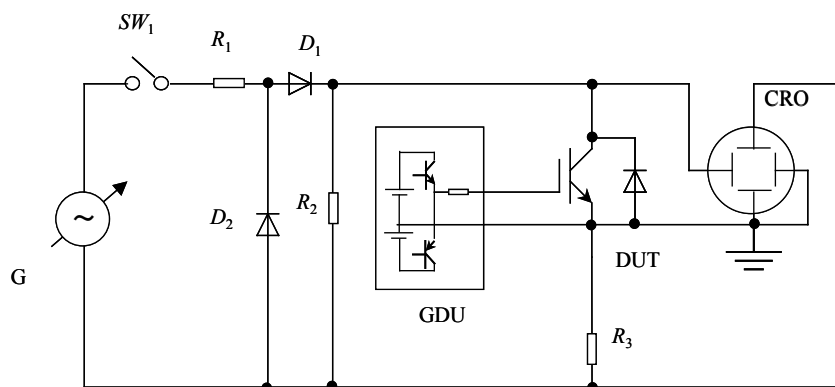 SW₁
R₁
D₁
CRO
D₂
R₂
~
DUT
G
GDU
R₃